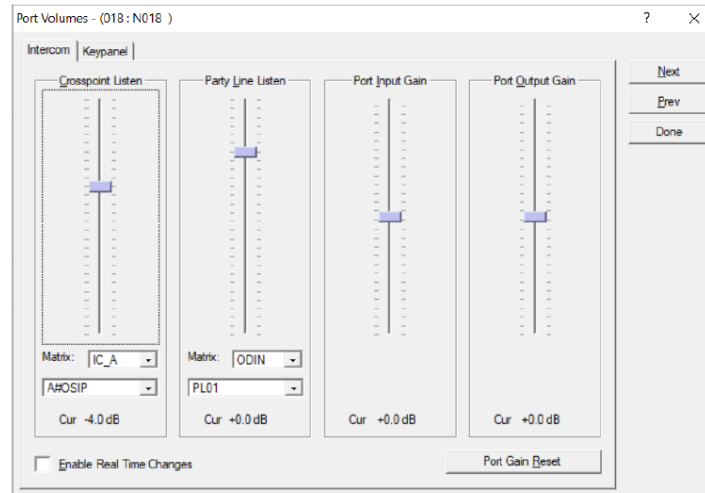 Port Volumes - (018 : N018 )
? X
Intercom Keypanel
Crosspoint Listen Party Line Listen Port Input Gain Port Output Gain
Next
Prev
Done
Matrix: IC_A Matrix: ODIN
A#OSIP PL01
Cur -4.0 dB Cur +0.0 dB Cur +0.0 dB Cur +0.0 dB
Enable Real Time Changes Port Gain Reset